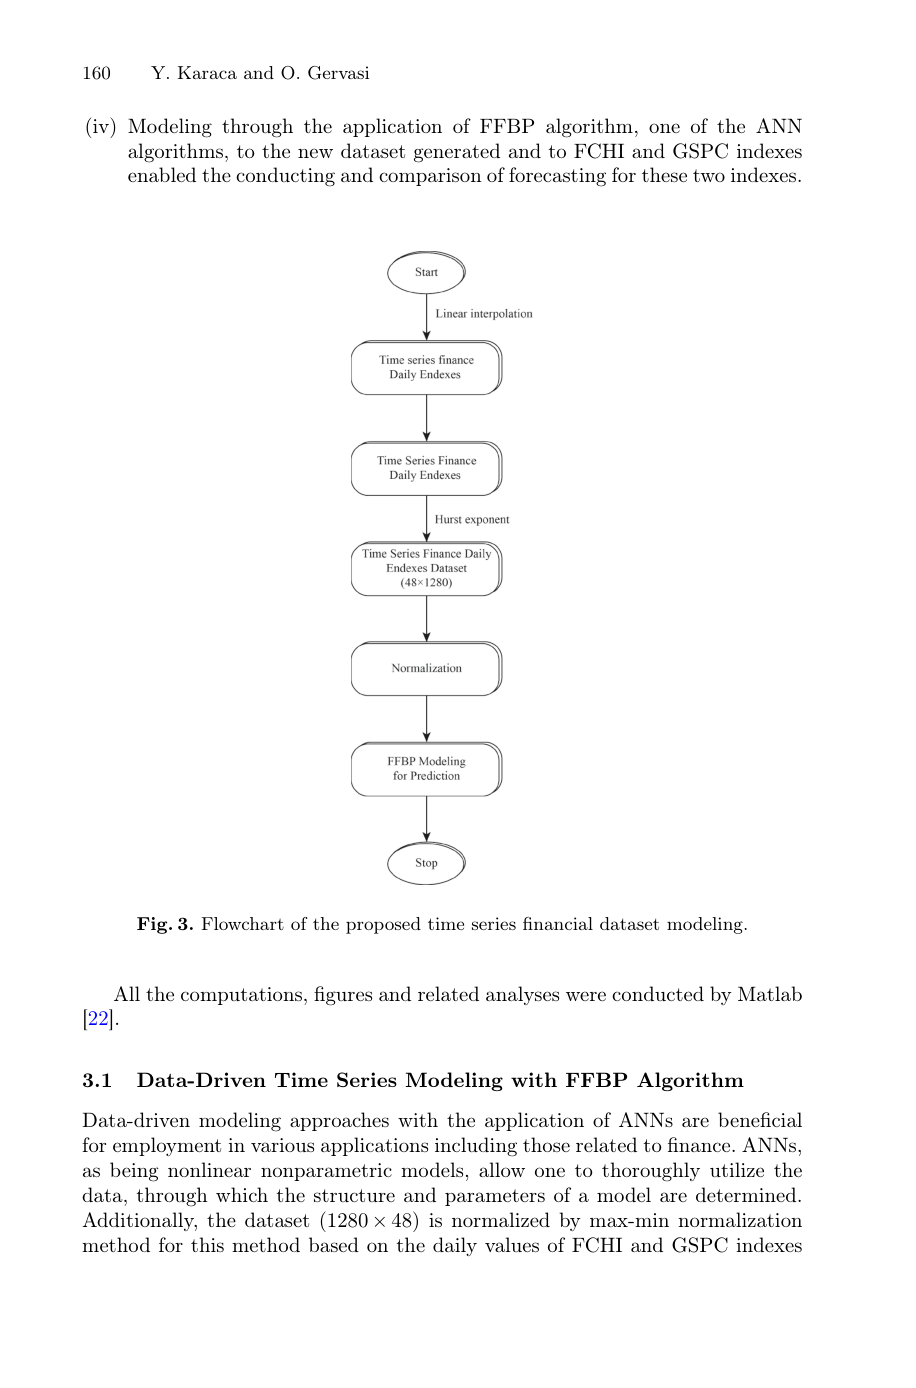 160 Y. Karaca and O. Gervasi
(iv) Modeling through the application of FFBP algorithm, one of the ANN
algorithms, to the new dataset generated and to FCHI and GSPC indexes
enabled the conducting and comparison of forecasting for these two indexes.
Start
Linear interpolation
Time series finance
Daily Endexes
Time Series Finance
Daily Endexes
Hurst exponent
Time Series Finance Daily
Endexes Dataset
(48×1280)
Normalization
FFBP Modeling
for Prediction
Stop
Fig. 3. Flowchart of the proposed time series financial dataset modeling.
All the computations, figures and related analyses were conducted by Matlab
[22].
3.1 Data-Driven Time Series Modeling with FFBP Algorithm
Data-driven modeling approaches with the application of ANNs are beneficial
for employment in various applications including those related to finance. ANNs,
as being nonlinear nonparametric models, allow one to thoroughly utilize the
data, through which the structure and parameters of a model are determined.
Additionally, the dataset (1280 × 48) is normalized by max-min normalization
method for this method based on the daily values of FCHI and GSPC indexes